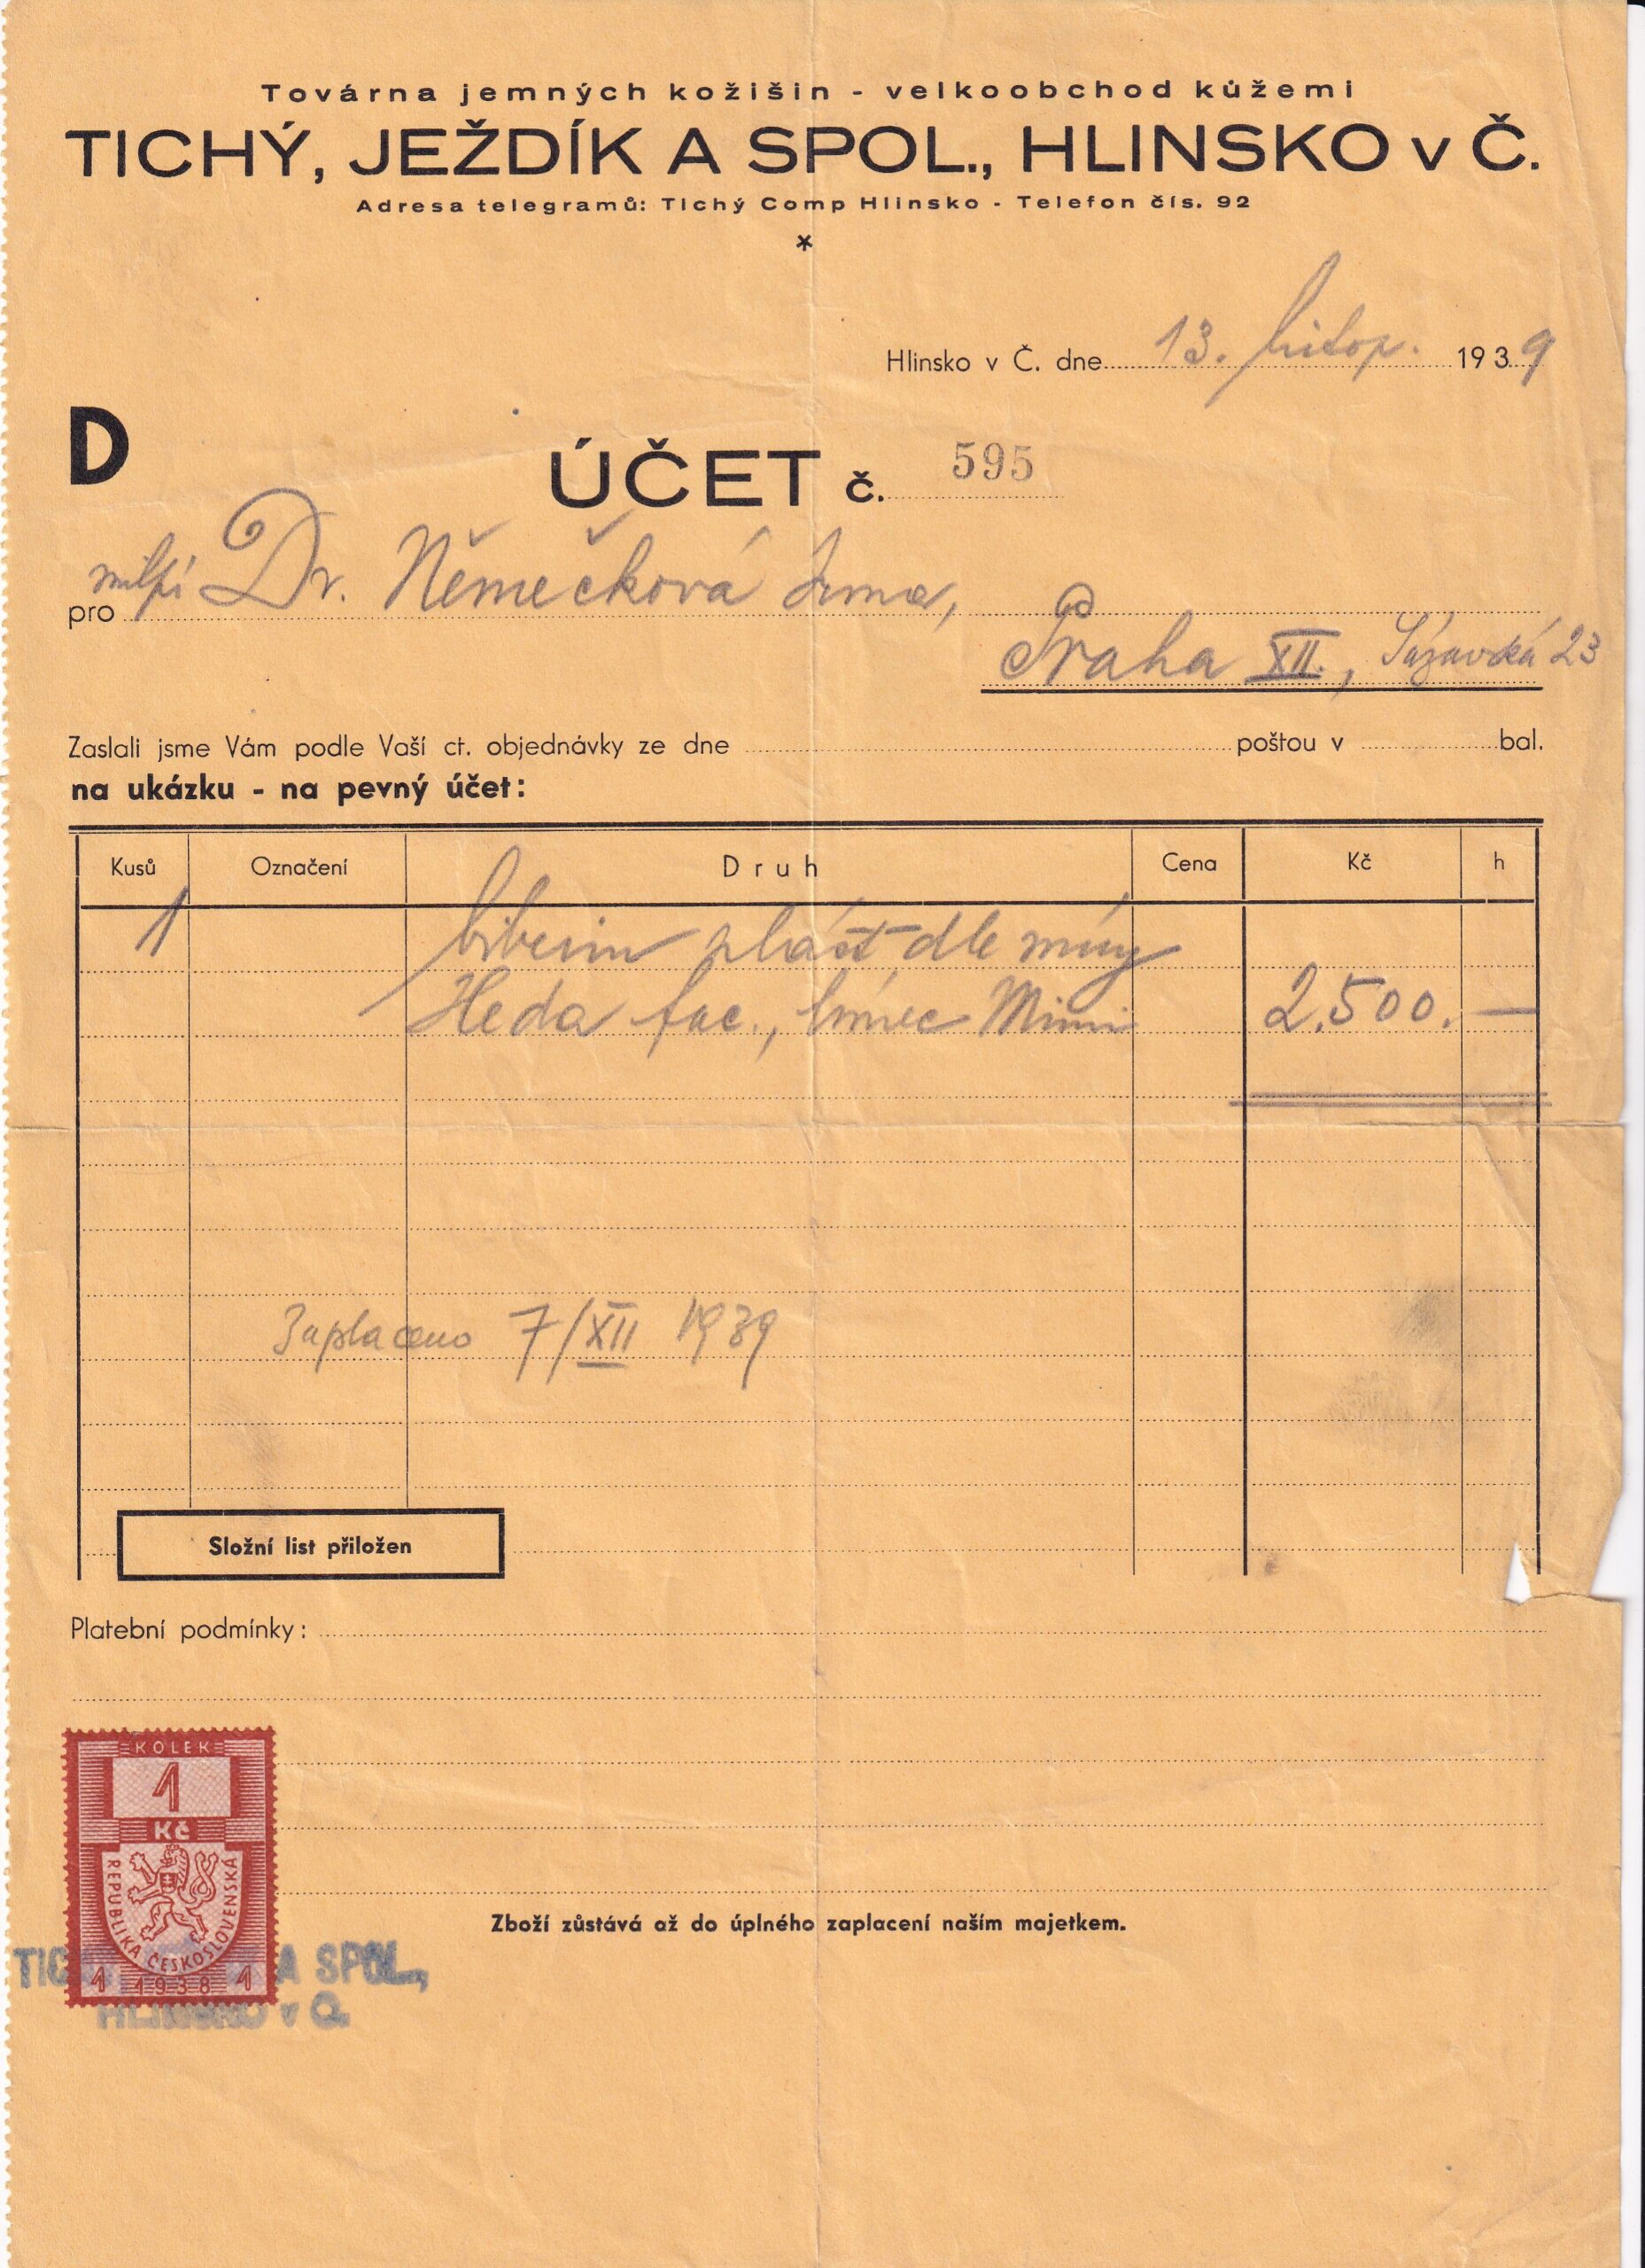 Továrna jemných kožišin - velkoobchod kůžemi
TICHÝ, JEŽDÍK A SPOL., HLINSKO v Č.
Adresa telegramů: Tichý Comp Hlinsko - Telefon čís. 92
*
Hlinsko v Č. dne 13. listop. 1939
D
ÚČET č. 595
pro Dr. Němečková Irma,
Praha XII., Sázavská 23
Zaslali jsme Vám podle Vaší ct. objednávky ze dne poštou v bal.
na ukázku - na pevný účet:
Kusů Označení Druh Cena Kč h
1 biberin plášť dle míry
Heda fac., límec Mimi 2.500.—
Zaplaceno 7/XII 1939
Složní list přiložen
Platební podmínky:
KOLEK
1
Kč
REPUBLIKA ČESKOSLOVENSKÁ
1 1938 1
Zboží zůstává až do úplného zaplacení naším majetkem.
A SPOL.,
HLINSKO v Č.